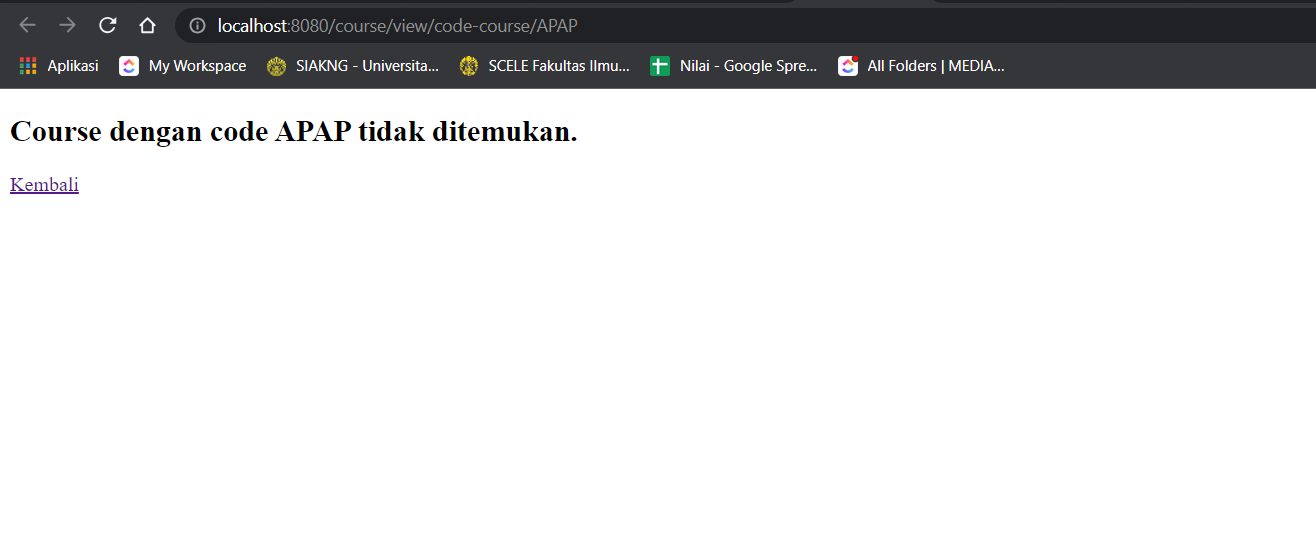 localhost:8080/course/view/code-course/APAP
Aplikasi My Workspace SIAKNG - Universita... SCELE Fakultas Ilmu... Nilai - Google Spre... All Folders | MEDIA...
Course dengan code APAP tidak ditemukan.
Kembali